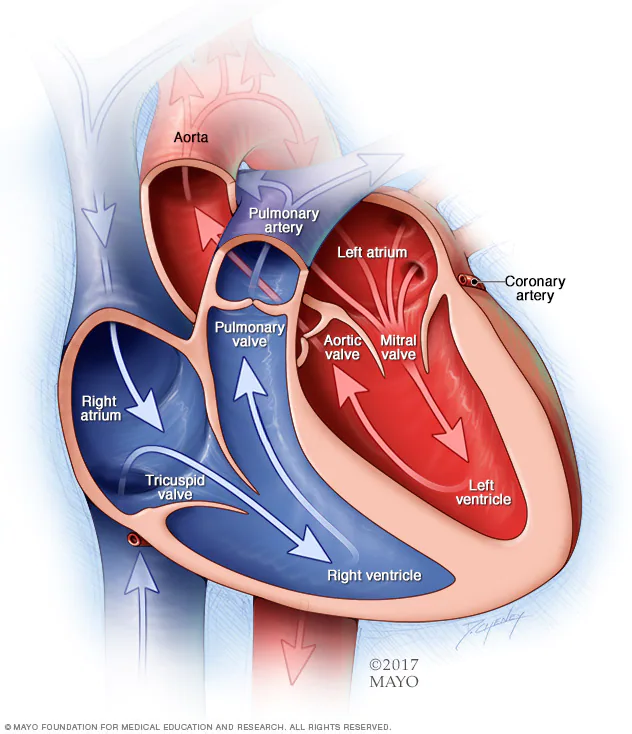 Aorta
Pulmonary
artery
Left atrium
Coronary
artery
Pulmonary
valve
Aortic
valve
Mitral
valve
Right
atrium
Tricuspid
valve
Left
ventricle
Right ventricle
D. CHENEY
©2017
MAYO
© MAYO FOUNDATION FOR MEDICAL EDUCATION AND RESEARCH. ALL RIGHTS RESERVED.